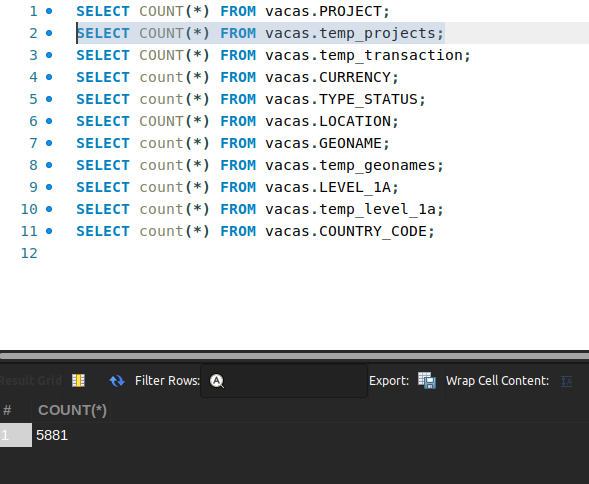 1 SELECT COUNT(*) FROM vacas.PROJECT;
2 SELECT COUNT(*) FROM vacas.temp_projects;
3 SELECT COUNT(*) FROM vacas.temp_transaction;
4 SELECT count(*) FROM vacas.CURRENCY;
5 SELECT count(*) FROM vacas.TYPE_STATUS;
6 SELECT COUNT(*) FROM vacas.LOCATION;
7 SELECT COUNT(*) FROM vacas.GEONAME;
8 SELECT count(*) FROM vacas.temp_geonames;
9 SELECT count(*) FROM vacas.LEVEL_1A;
10 SELECT count(*) FROM vacas.temp_level_1a;
11 SELECT count(*) FROM vacas.COUNTRY_CODE;
12
Result Grid Filter Rows: Export: Wrap Cell Content:
# COUNT(*)
1 5881